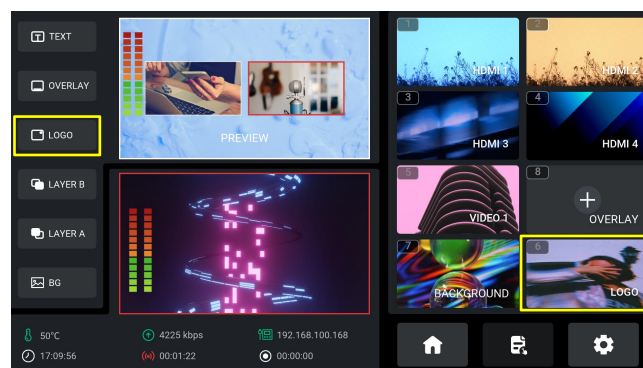 TEXT
OVERLAY
LOGO
LAYER B
LAYER A
BG
PREVIEW
50°C
4225 kbps
192.168.100.168
17:09:56
00:01:22
00:00:00
1
HDMI 1
2
HDMI 2
3
HDMI 3
4
HDMI 4
5
VIDEO 1
8
OVERLAY
7
BACKGROUND
6
LOGO